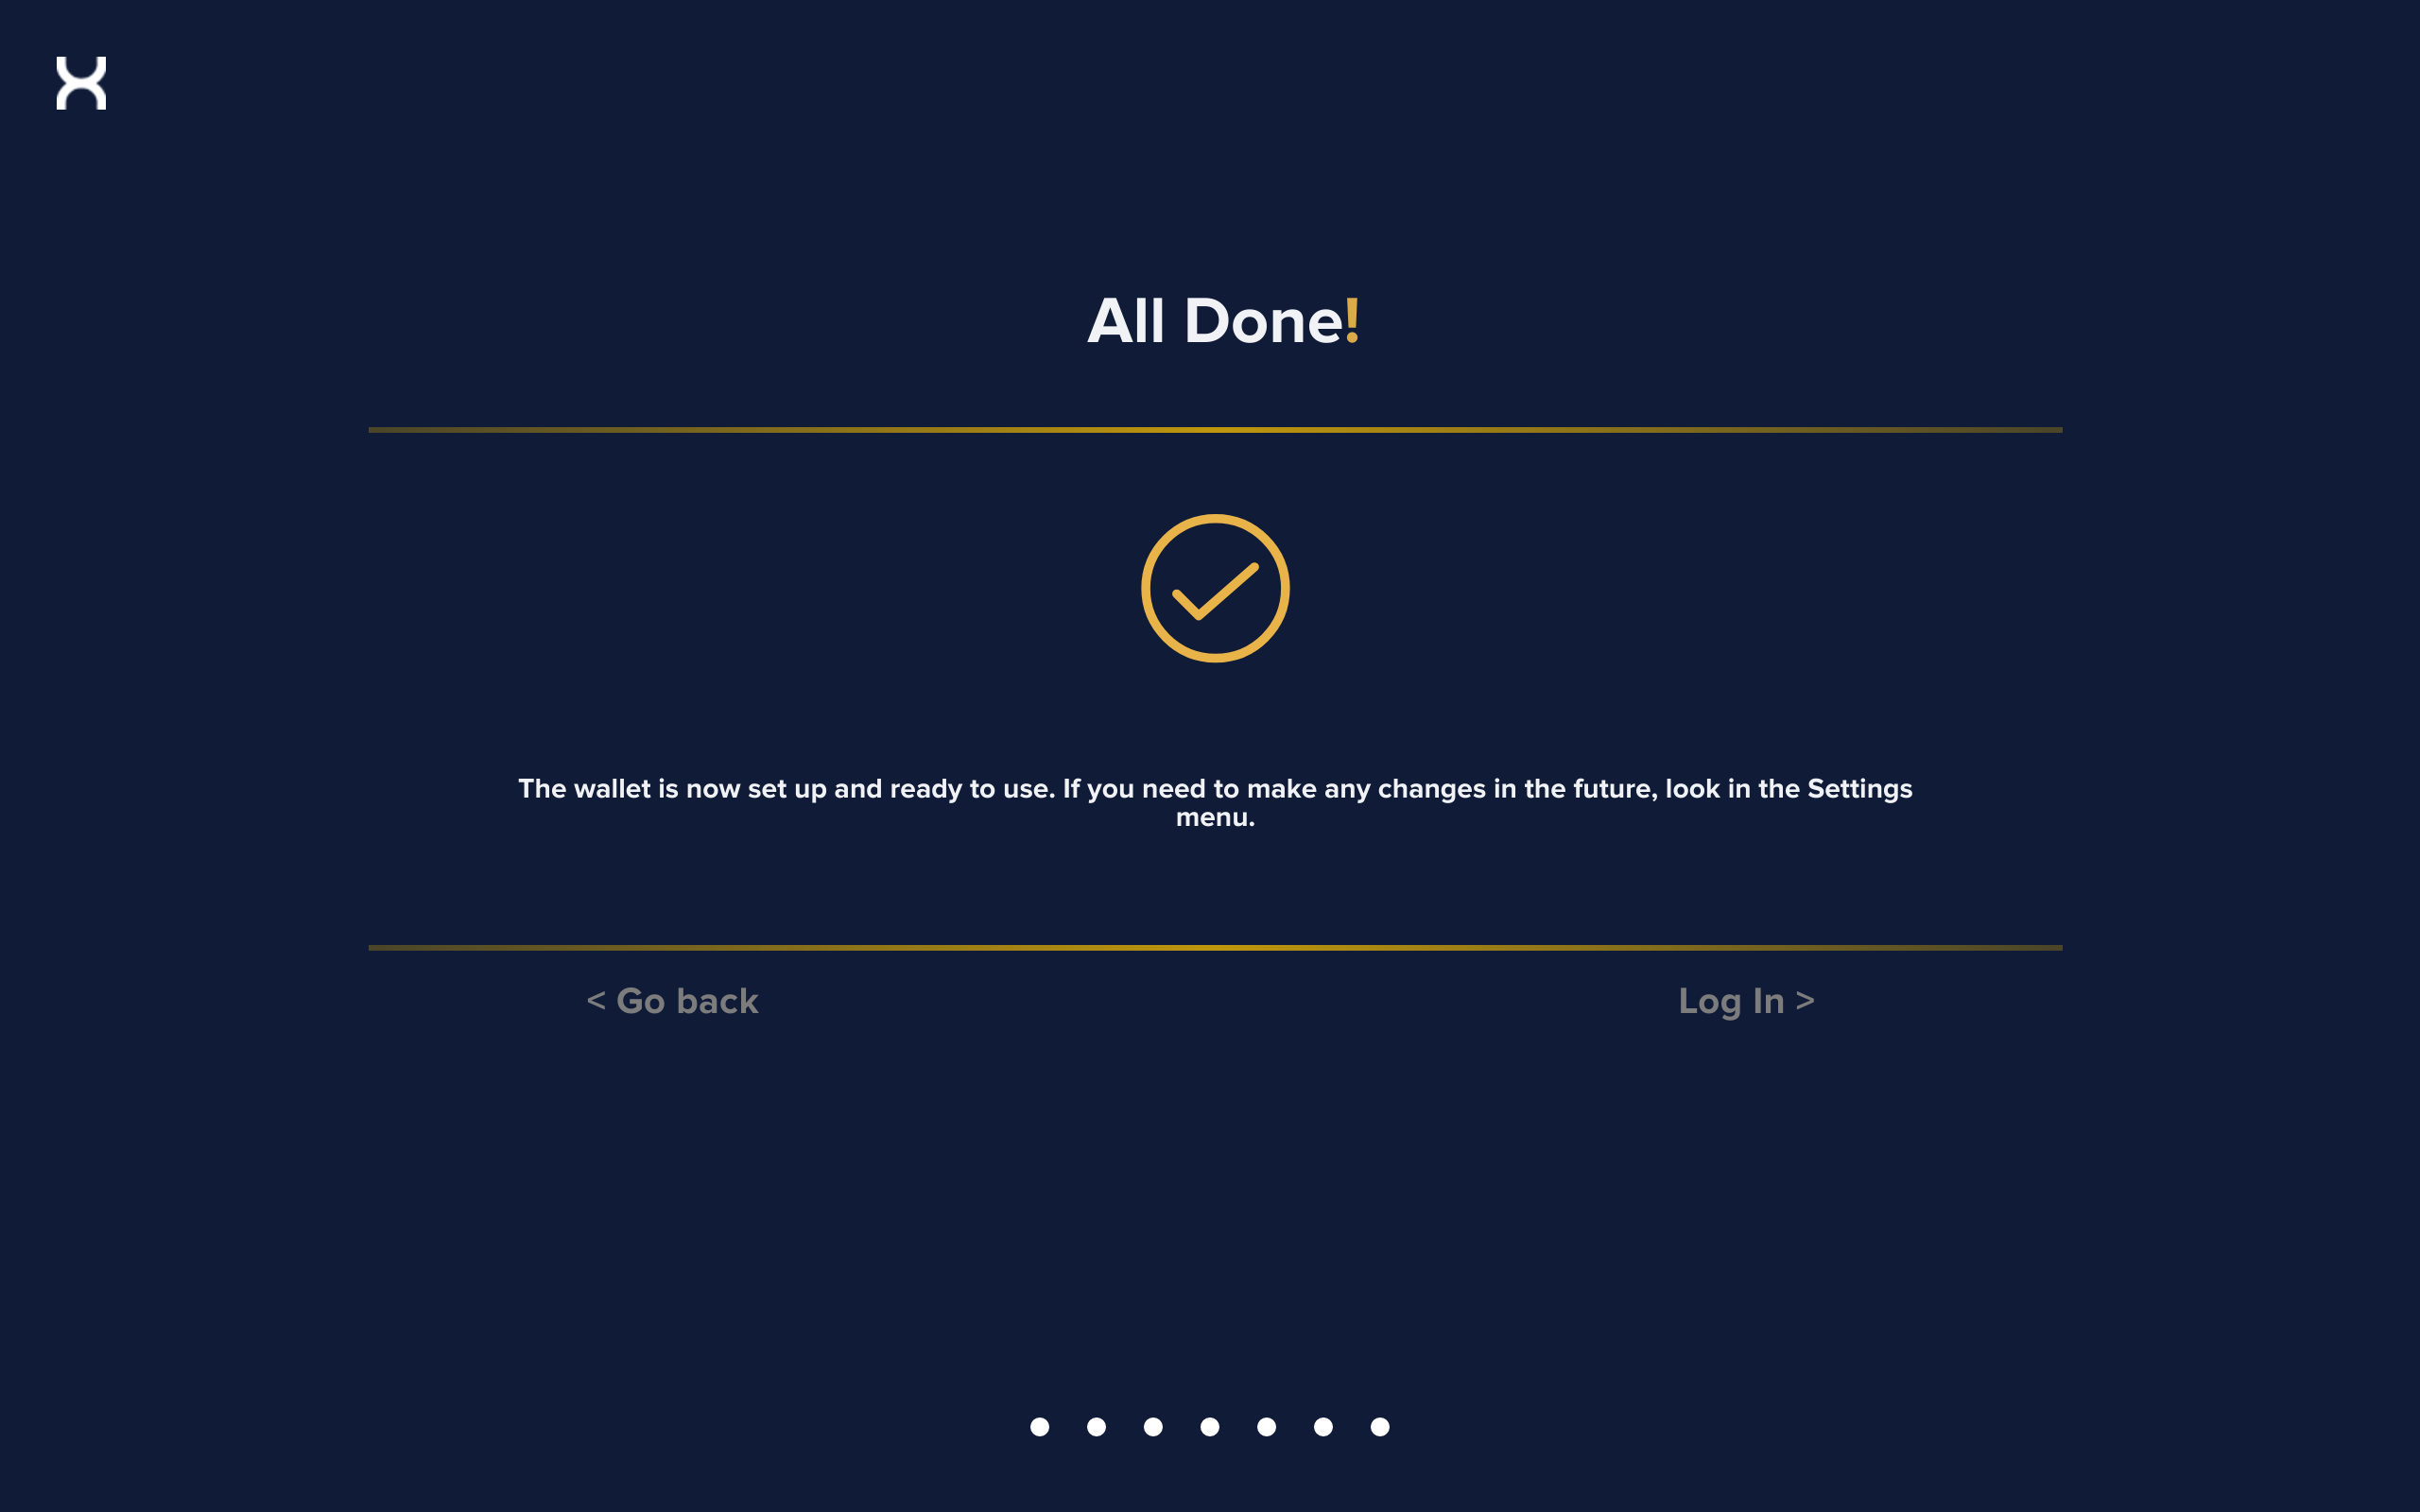 All Done!
The wallet is now set up and ready to use. If you need to make any changes in the future, look in the Settings
menu.
< Go back
Log In >